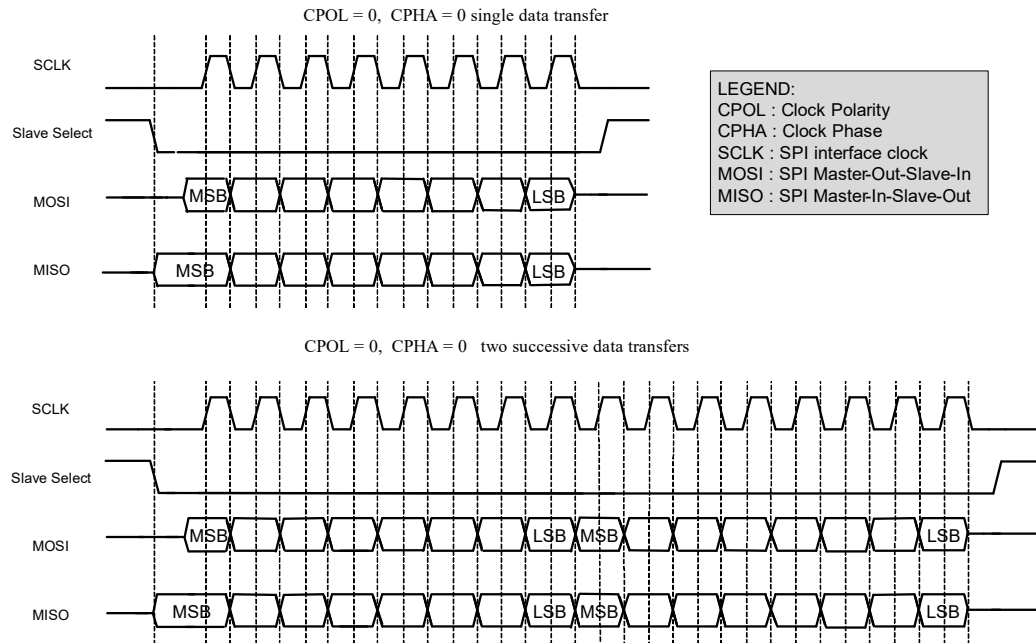 CPOL = 0, CPHA = 0 single data transfer
SCLK
Slave Select
MOSI
MSB
LSB
MISO
MSB
LSB
LEGEND:
CPOL : Clock Polarity
CPHA : Clock Phase
SCLK : SPI interface clock
MOSI : SPI Master-Out-Slave-In
MISO : SPI Master-In-Slave-Out
CPOL = 0, CPHA = 0 two successive data transfers
SCLK
Slave Select
MOSI
MSB
LSB
MSB
LSB
MISO
MSB
LSB
MSB
LSB